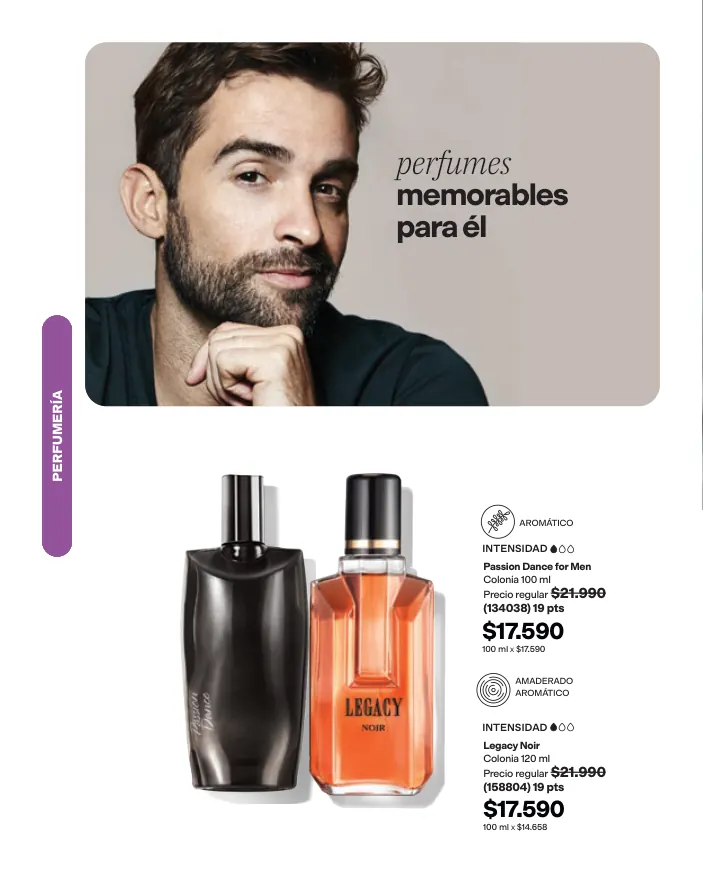 perfumes
memorables
para él
PERFUMERÍA
Passion
Dance
LEGACY
NOIR
AROMÁTICO
INTENSIDAD
Passion Dance for Men
Colonia 100 ml
Precio regular $21.990
(134038) 19 pts
$17.590
100 ml x $17.590
AMADERADO
AROMÁTICO
INTENSIDAD
Legacy Noir
Colonia 120 ml
Precio regular $21.990
(158804) 19 pts
$17.590
100 ml x $14.658